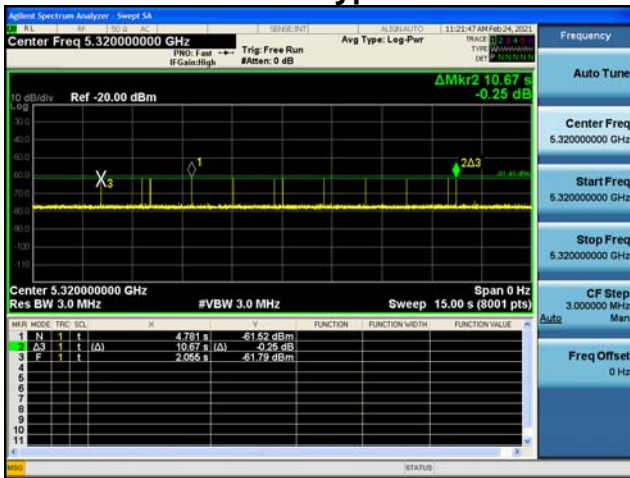 Agilent Spectrum Analyzer - Swept SA
RL RF 50 Ω AC SENSE:INT ALIGN AUTO 11:21:47 AM Feb 24, 2021
Center Freq 5.320000000 GHz
PNO: Fast
IFGain:High
Trig: Free Run
#Atten: 0 dB
Avg Type: Log-Pwr
TRACE 1 2 3 4 5 6
TYPE
DET P N N N N N
ΔMkr2 10.67 s
-0.25 dB
10 dB/div Ref -20.00 dBm
Log
-30.0
-40.0
-50.0
-60.0
-70.0
-80.0
-90.0
-100
-110
X3
1
2Δ3
Center 5.320000000 GHz Span 0 Hz
Res BW 3.0 MHz #VBW 3.0 MHz Sweep 15.00 s (8001 pts)
MKR MODE TRC SCL X Y FUNCTION FUNCTION WIDTH FUNCTION VALUE
1 N 1 t 4.781 s -61.52 dBm
2 Δ3 1 t (Δ) 10.67 s (Δ) -0.25 dB
3 F 1 t 2.055 s -61.79 dBm
4
5
6
7
8
9
10
11
MSG STATUS
Frequency
Auto Tune
Center Freq
5.320000000 GHz
Start Freq
5.320000000 GHz
Stop Freq
5.320000000 GHz
CF Step
3.000000 MHz
Auto Man
Freq Offset
0 Hz